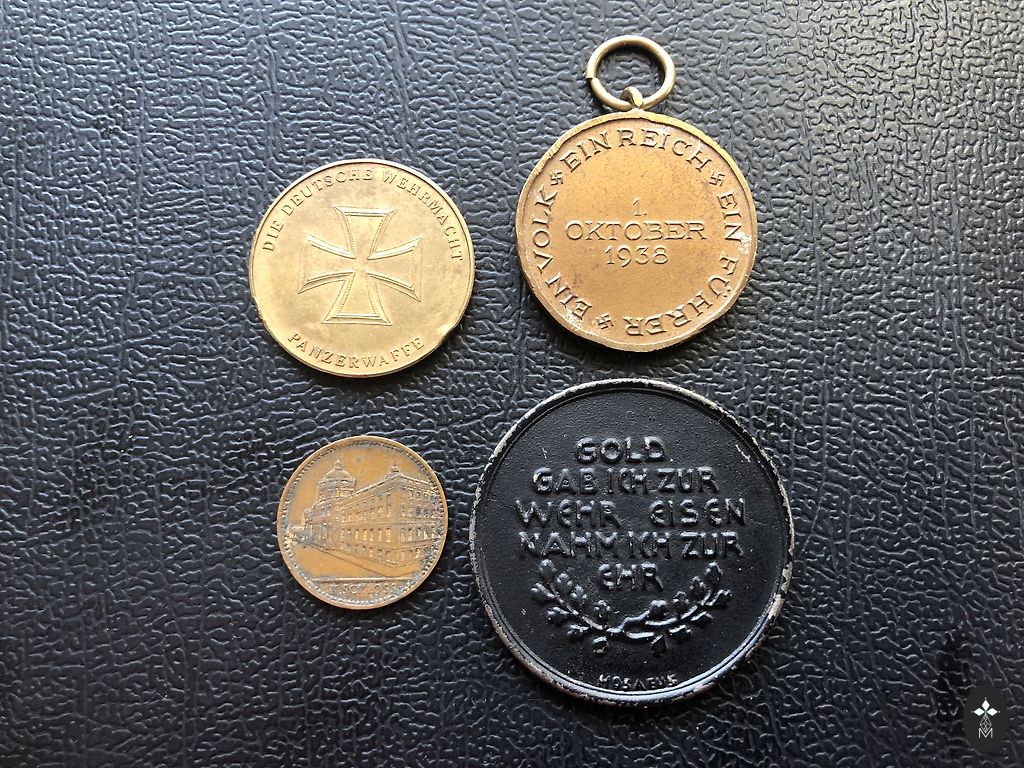 DIE DEUTSCHE WEHRMACHT
PANZERWAFFE
EIN VOLK EIN REICH EIN FÜHRER
1.
OKTOBER
1938
GOLD
GAB ICH ZUR
WEHR EISEN
NAHM ICH ZUR
EHR
M